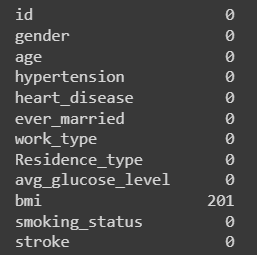 id 0
gender 0
age 0
hypertension 0
heart_disease 0
ever_married 0
work_type 0
Residence_type 0
avg_glucose_level 0
bmi 201
smoking_status 0
stroke 0